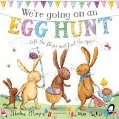 We're going on an
EGG HUNT
...Lift the flaps and find the eggs!